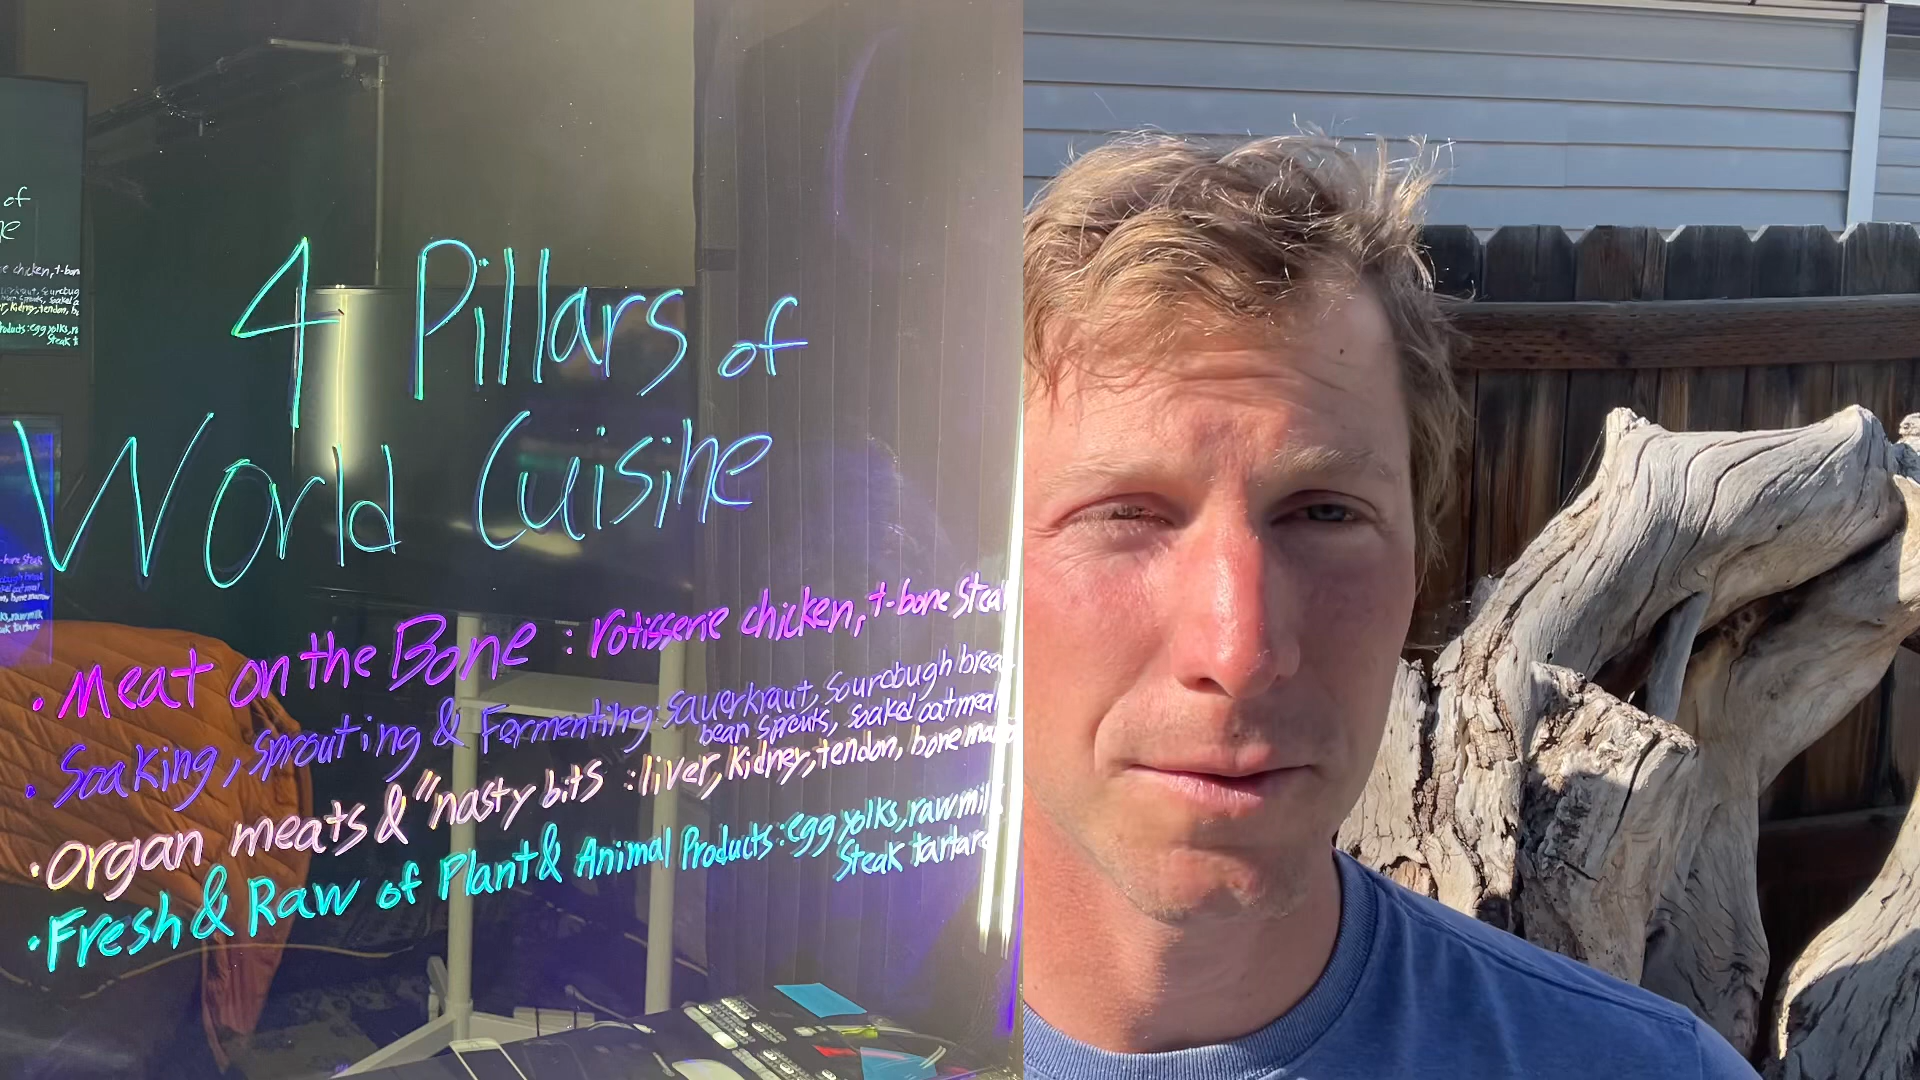 4 Pillars of
World Cuisine
• Meat on the Bone : rotisserie chicken, t-bone Steak
• Soaking, Sprouting & Fermenting: Sauerkraut, Sourdough bread
bean sprouts, Soaked oatmeal
• Organ meats & "nasty bits : liver, Kidney, tendon, bone
• Fresh & Raw of Plant & Animal Products: egg yolks, raw milk
Steak tartare